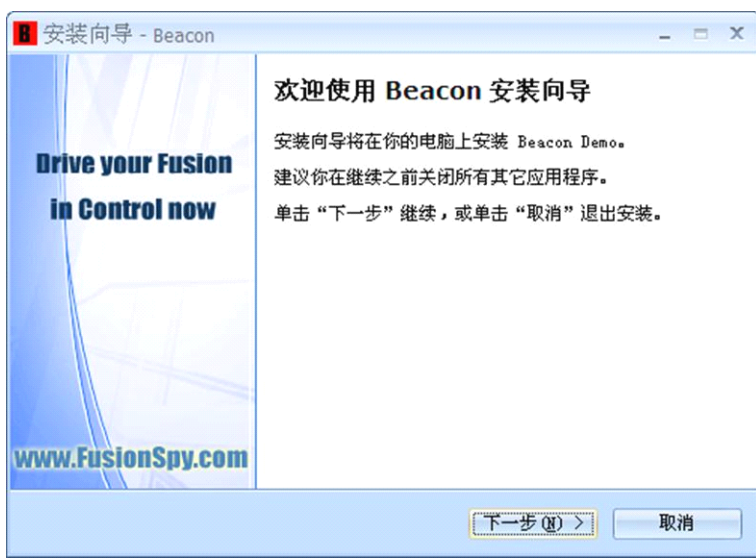 B 安装向导 - Beacon
Drive your Fusion
in Control now
www.FusionSpy.com
欢迎使用 Beacon 安装向导
安装向导将在你的电脑上安装 Beacon Demo。
建议你在继续之前关闭所有其它应用程序。
单击“下一步”继续，或单击“取消”退出安装。
下一步(N) >
取消